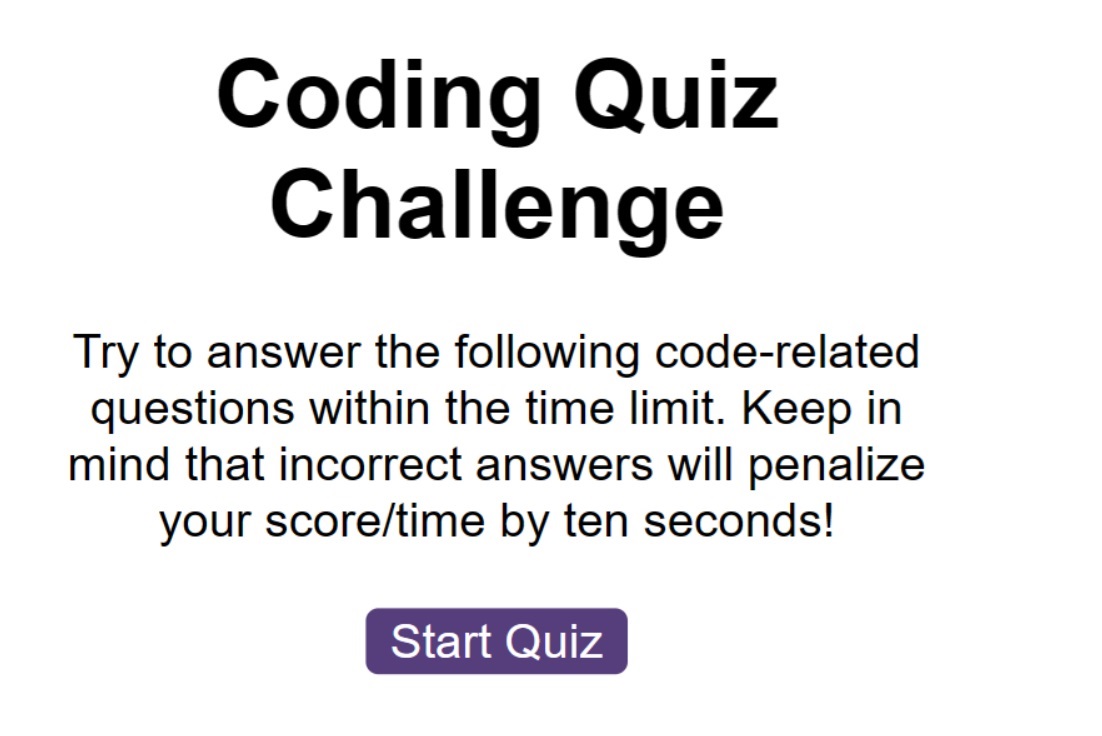 Coding Quiz
Challenge
Try to answer the following code-related
questions within the time limit. Keep in
mind that incorrect answers will penalize
your score/time by ten seconds!
Start Quiz